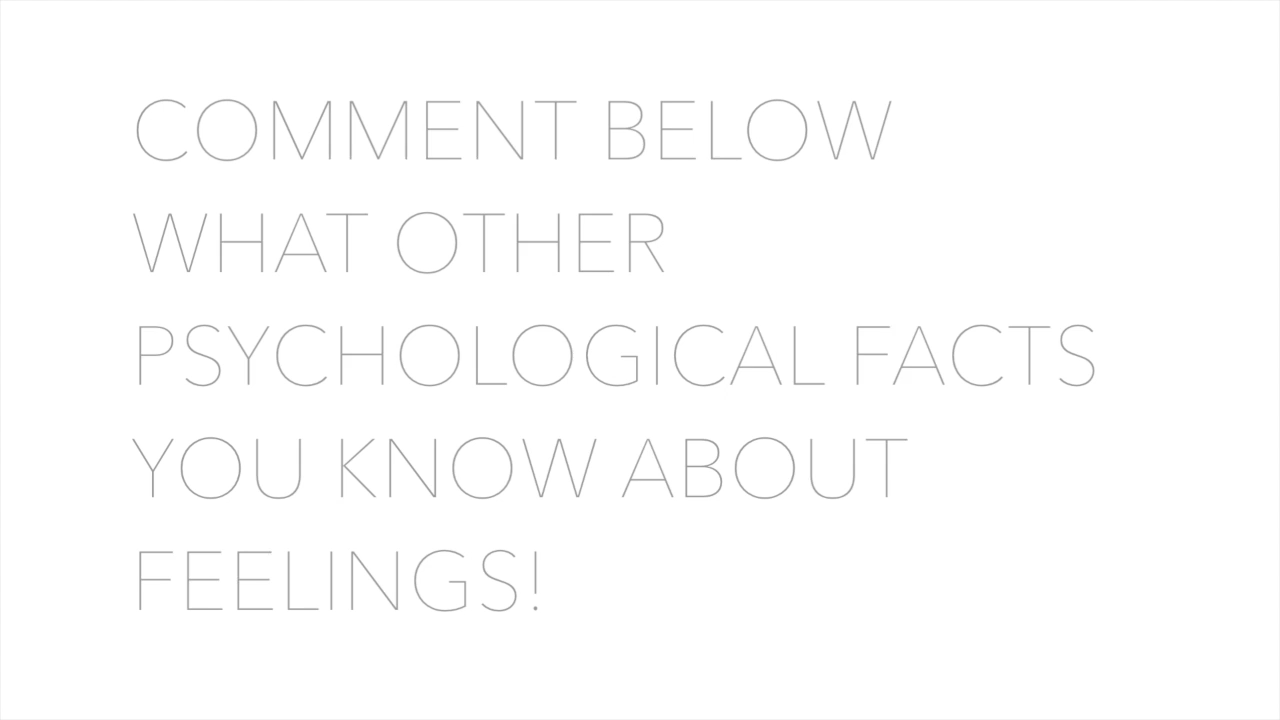 COMMENT BELOW
WHAT OTHER
PSYCHOLOGICAL FACTS
YOU KNOW ABOUT
FEELINGS!